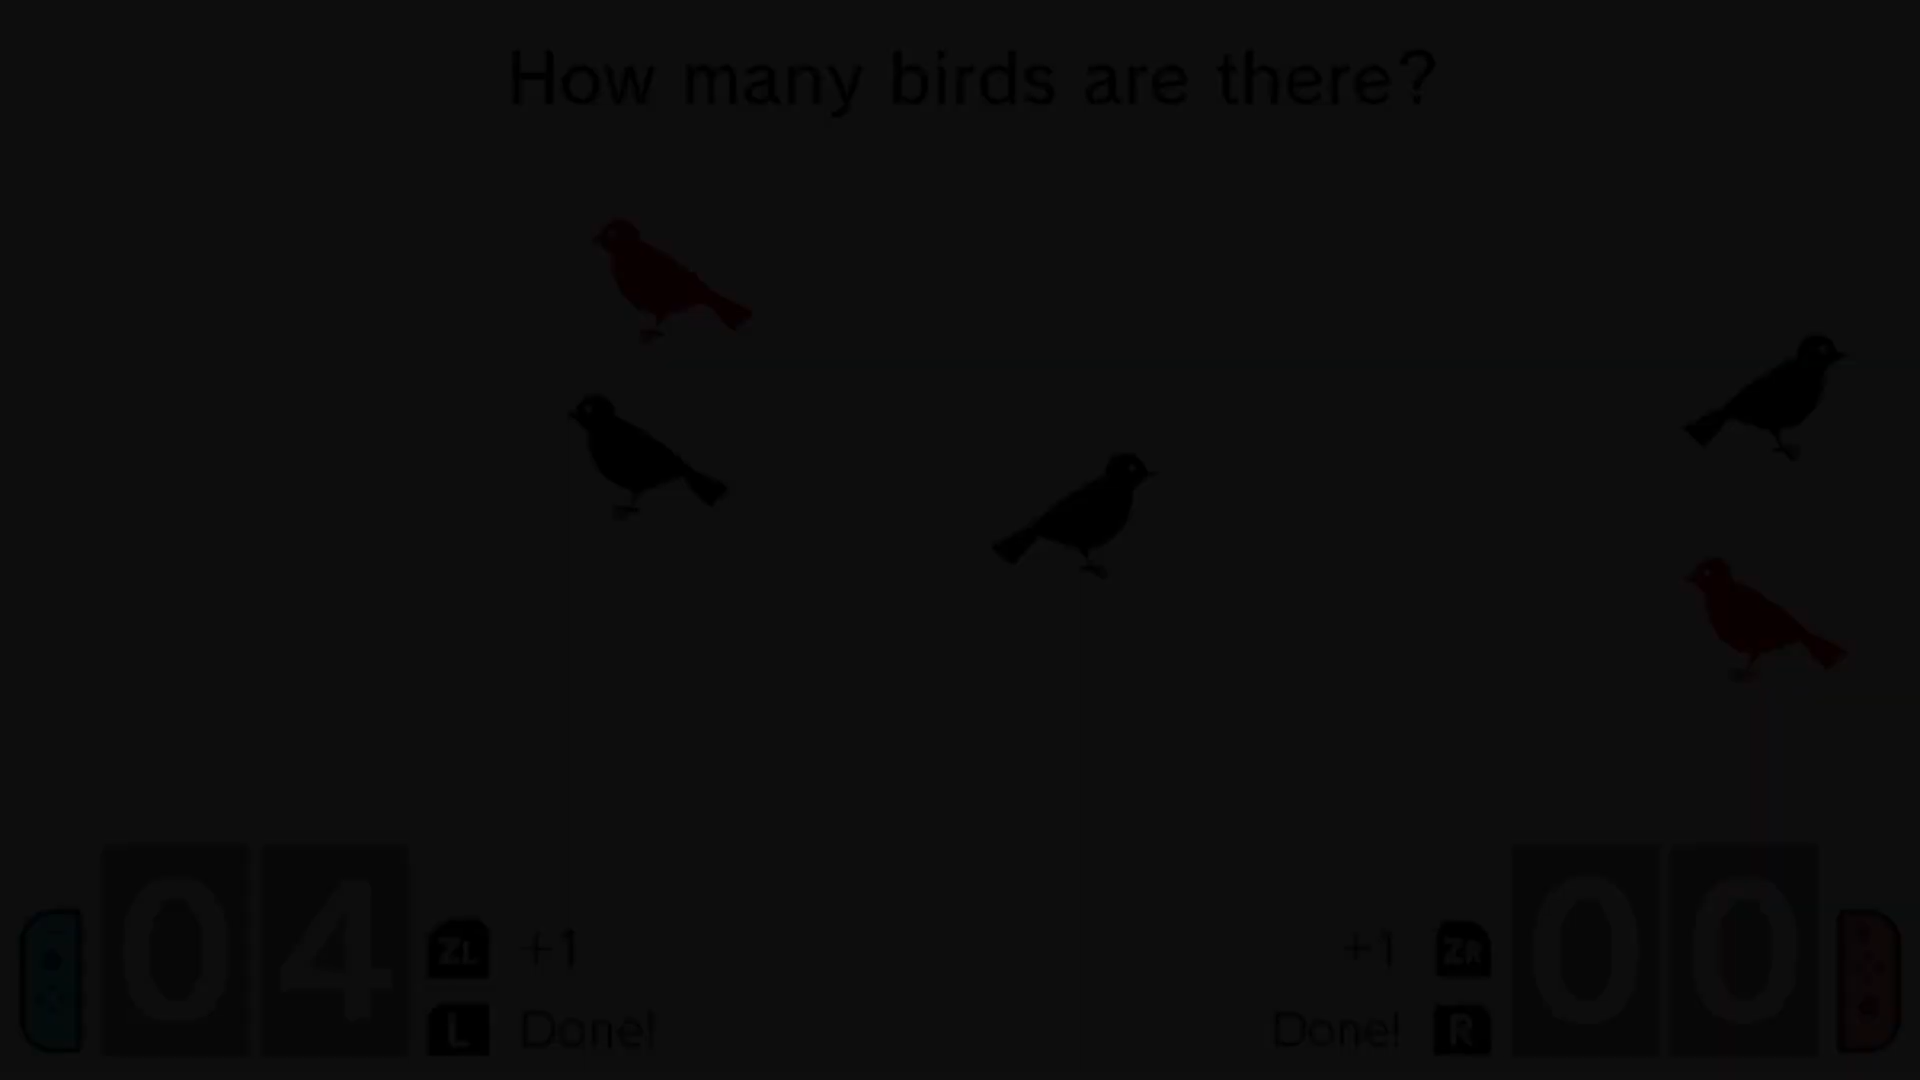 How many birds are there?
04 ZL +1
L Done!
+1 ZR 00
Done! R